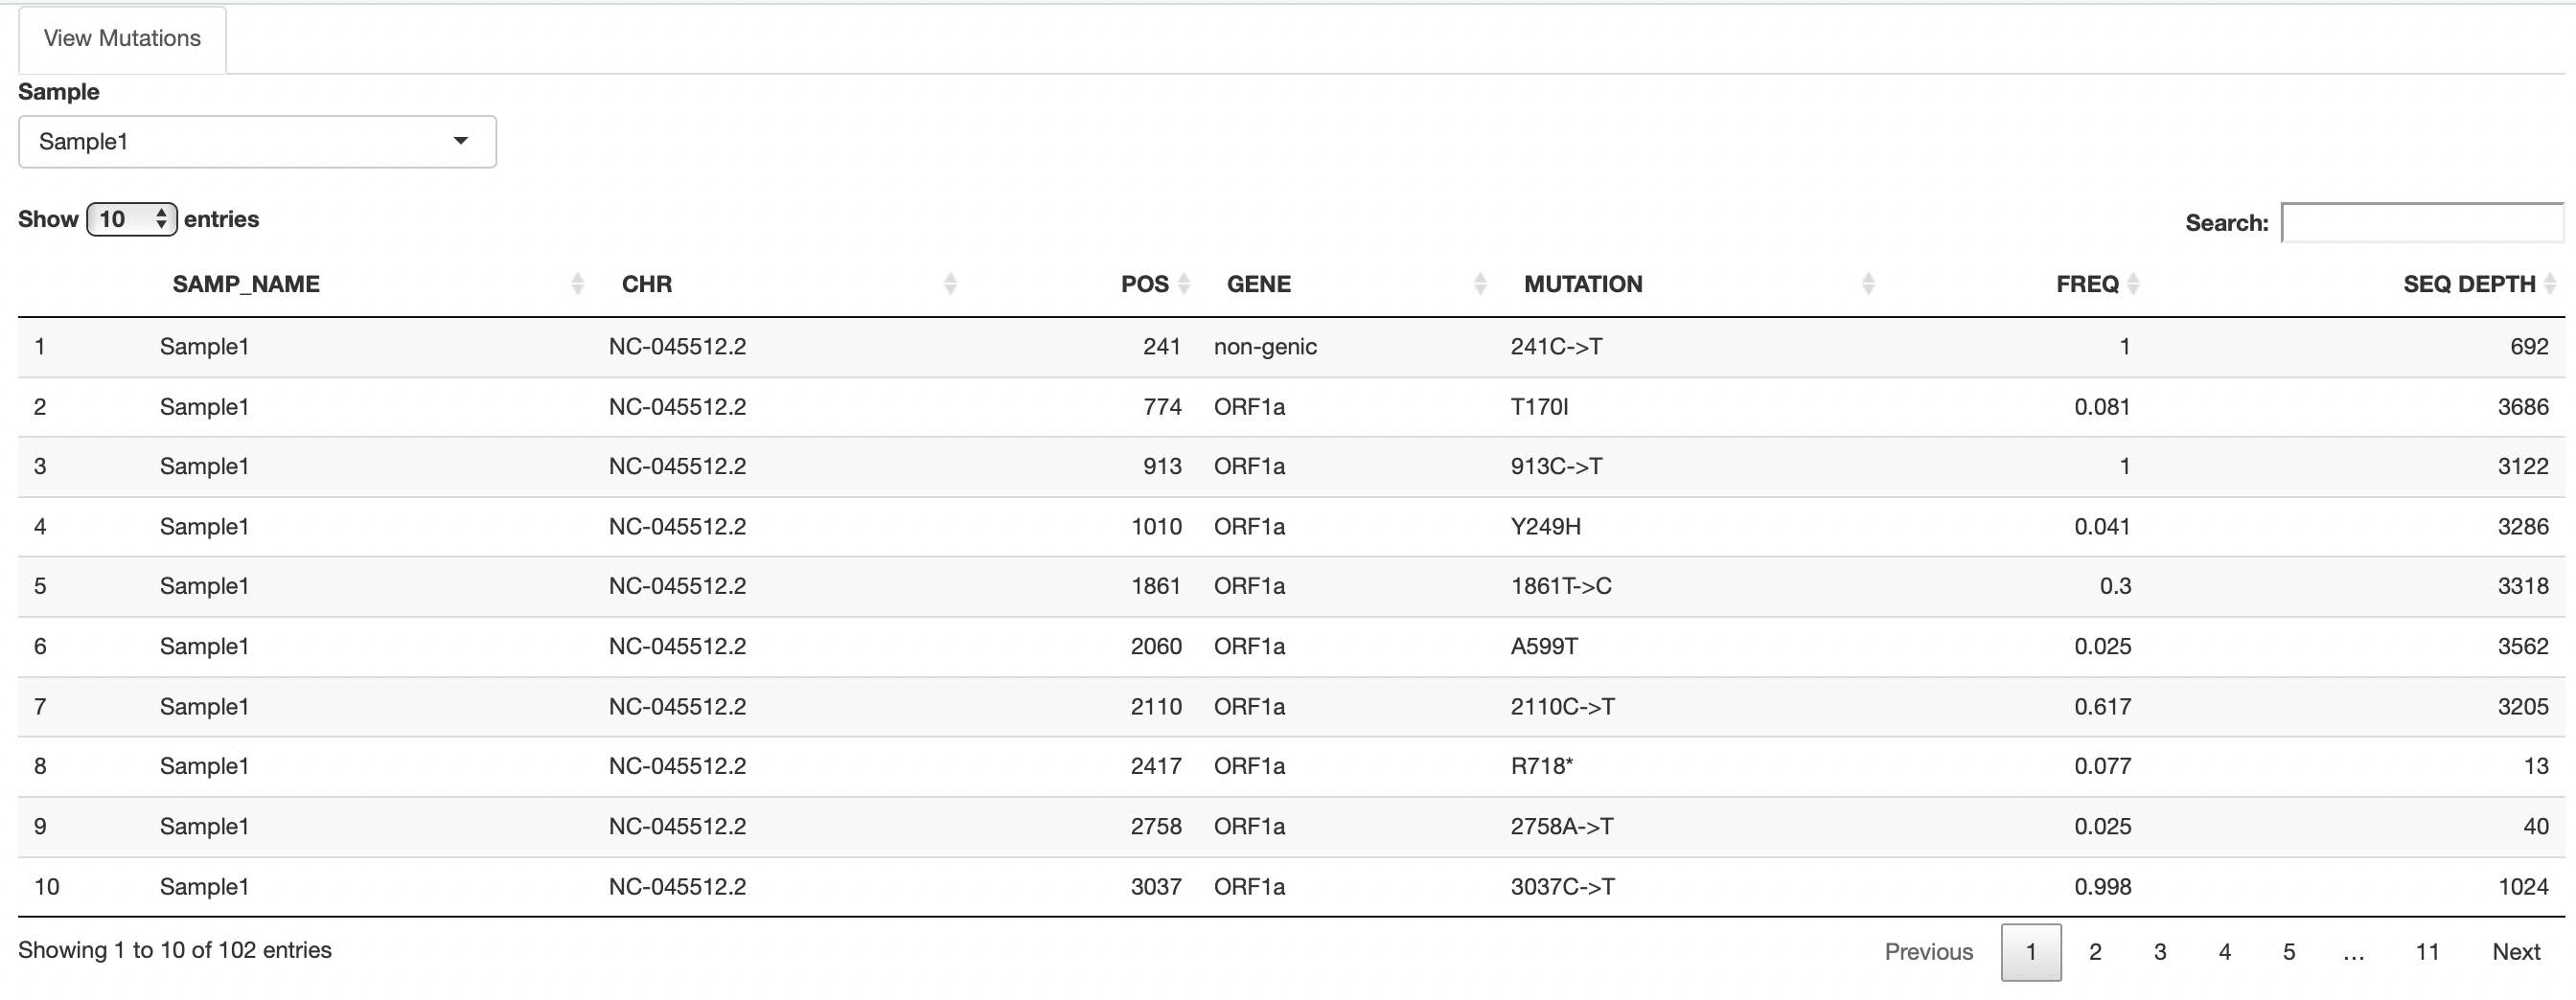 View Mutations
Sample
Sample1
Show 10 entries Search:
SAMP_NAME CHR POS GENE MUTATION FREQ SEQ DEPTH
1 Sample1 NC-045512.2 241 non-genic 241C->T 1 692
2 Sample1 NC-045512.2 774 ORF1a T170I 0.081 3686
3 Sample1 NC-045512.2 913 ORF1a 913C->T 1 3122
4 Sample1 NC-045512.2 1010 ORF1a Y249H 0.041 3286
5 Sample1 NC-045512.2 1861 ORF1a 1861T->C 0.3 3318
6 Sample1 NC-045512.2 2060 ORF1a A599T 0.025 3562
7 Sample1 NC-045512.2 2110 ORF1a 2110C->T 0.617 3205
8 Sample1 NC-045512.2 2417 ORF1a R718* 0.077 13
9 Sample1 NC-045512.2 2758 ORF1a 2758A->T 0.025 40
10 Sample1 NC-045512.2 3037 ORF1a 3037C->T 0.998 1024
Showing 1 to 10 of 102 entries Previous 1 2 3 4 5 … 11 Next